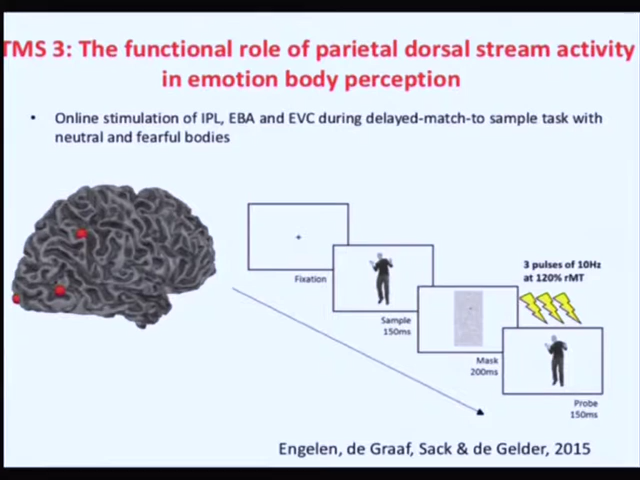 TMS 3: The functional role of parietal dorsal stream activity
in emotion body perception
• Online stimulation of IPL, EBA and EVC during delayed-match-to sample task with
neutral and fearful bodies
Fixation
Sample
150ms
Mask
200ms
3 pulses of 10Hz
at 120% rMT
Probe
150ms
Engelen, de Graaf, Sack & de Gelder, 2015